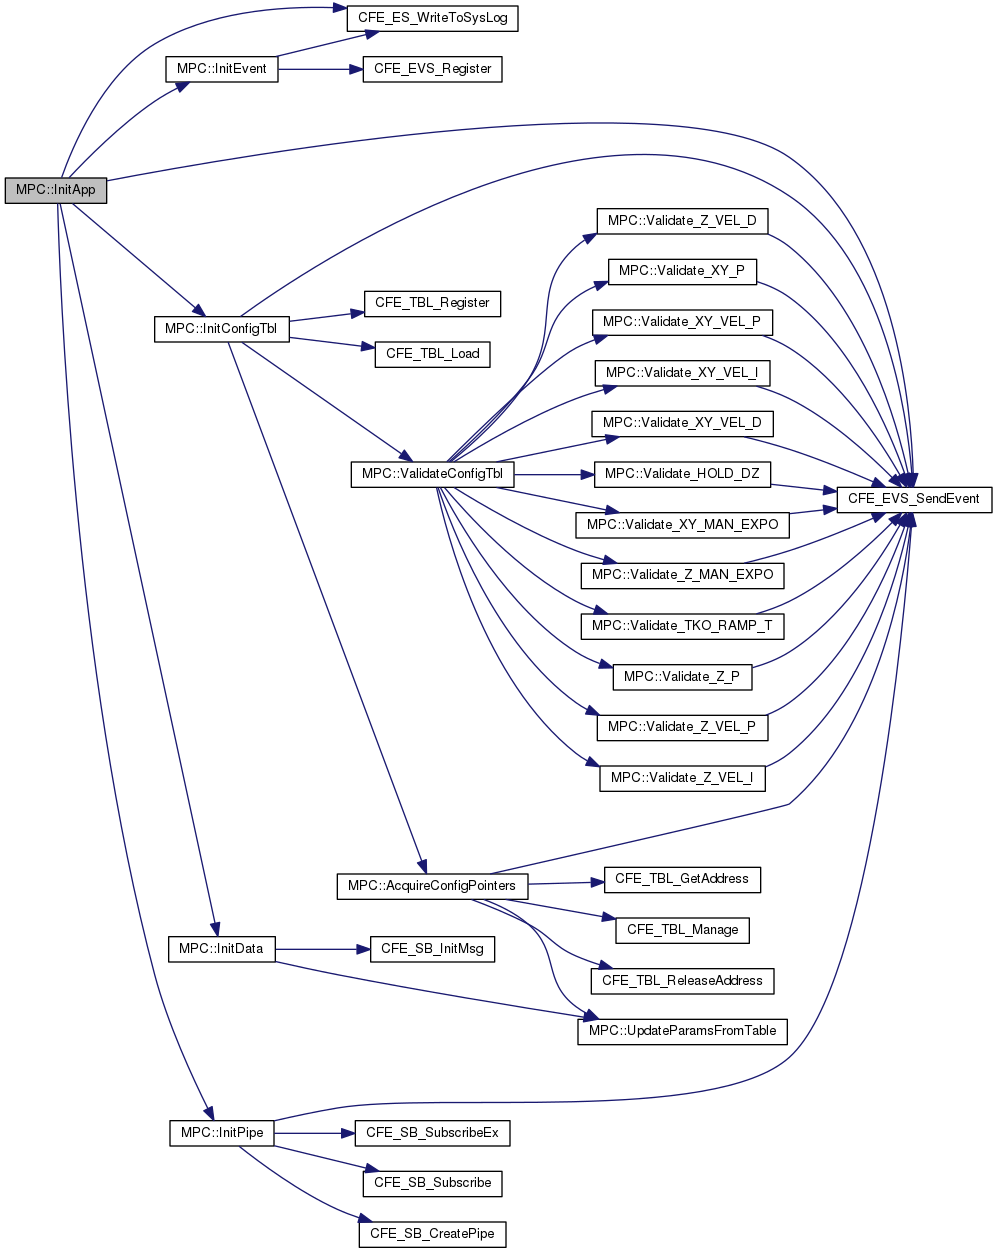 CFE_ES_WriteToSysLog
MPC::InitEvent
CFE_EVS_Register
MPC::InitApp
MPC::Validate_Z_VEL_D
MPC::Validate_XY_P
CFE_TBL_Register
MPC::InitConfigTbl
MPC::Validate_XY_VEL_P
CFE_TBL_Load
MPC::Validate_XY_VEL_I
MPC::Validate_XY_VEL_D
MPC::ValidateConfigTbl
MPC::Validate_HOLD_DZ
CFE_EVS_SendEvent
MPC::Validate_XY_MAN_EXPO
MPC::Validate_Z_MAN_EXPO
MPC::Validate_TKO_RAMP_T
MPC::Validate_Z_P
MPC::Validate_Z_VEL_P
MPC::Validate_Z_VEL_I
MPC::AcquireConfigPointers
CFE_TBL_GetAddress
CFE_TBL_Manage
MPC::InitData
CFE_SB_InitMsg
CFE_TBL_ReleaseAddress
MPC::UpdateParamsFromTable
MPC::InitPipe
CFE_SB_SubscribeEx
CFE_SB_Subscribe
CFE_SB_CreatePipe